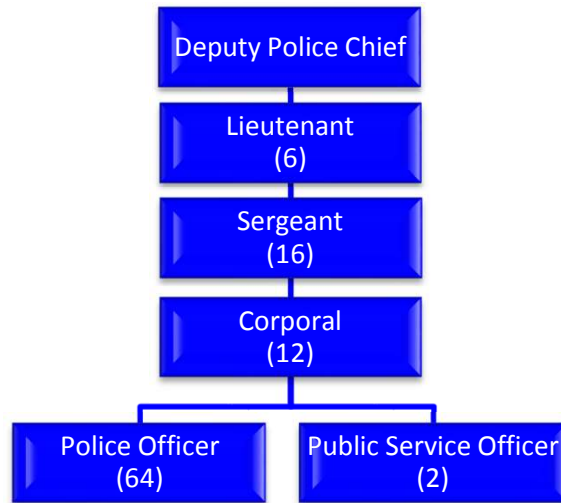 Deputy Police Chief
Lieutenant
(6)
Sergeant
(16)
Corporal
(12)
Police Officer
(64)
Public Service Officer
(2)